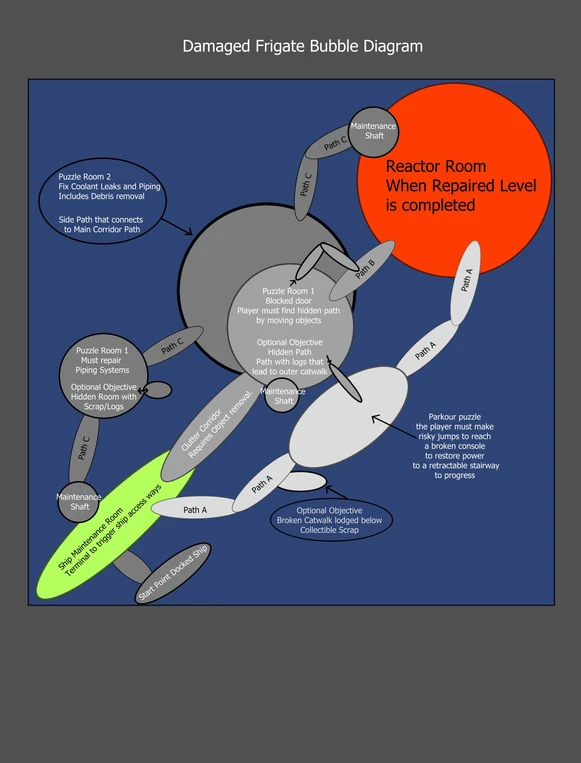 Damaged Frigate Bubble Diagram
Maintenance
Shaft
Path C
Path C
Reactor Room
When Repaired Level
is completed
Puzzle Room 2
Fix Coolant Leaks and Piping
Includes Debris removal
Side Path that connects
to Main Corridor Path
Path B
Path A
Puzzle Room 1
Blocked door
Player must find hidden path
by moving objects
Optional Objective
Hidden Path
Path with logs that
lead to outer catwalk
Path C
Path A
Puzzle Room 1
Must repair
Piping Systems
Optional Objective
Hidden Room with
Scrap/Logs
Maintenance
Shaft
Clutter Corridor
Requires Object removal.
Parkour puzzle
the player must make
risky jumps to reach
a broken console
to restore power
to a retractable stairway
to progress
Path C
Path A
Maintenance
Shaft
Path A
Optional Objective
Broken Catwalk lodged below
Collectible Scrap
Ship Maintenance Room
Terminal to trigger ship access ways
Start Point Docked Ship